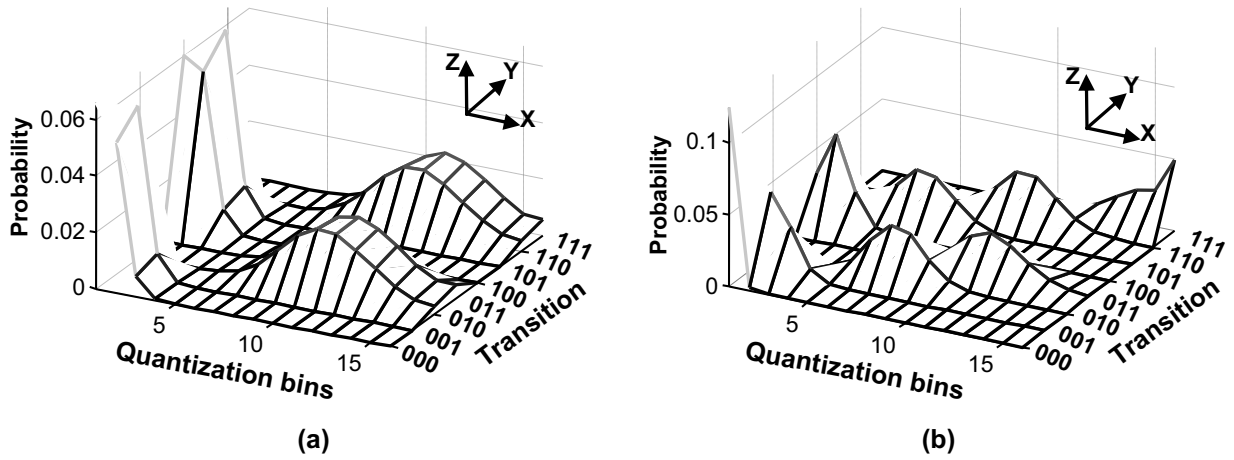 Z
Y
X
Probability
0.06
0.04
0.02
0
5
10
15
Quantization bins
000
001
010
011
100
101
110
111
Transition
(a)
Z
Y
X
Probability
0.1
0.05
0
5
10
15
Quantization bins
000
001
010
011
100
101
110
111
Transition
(b)